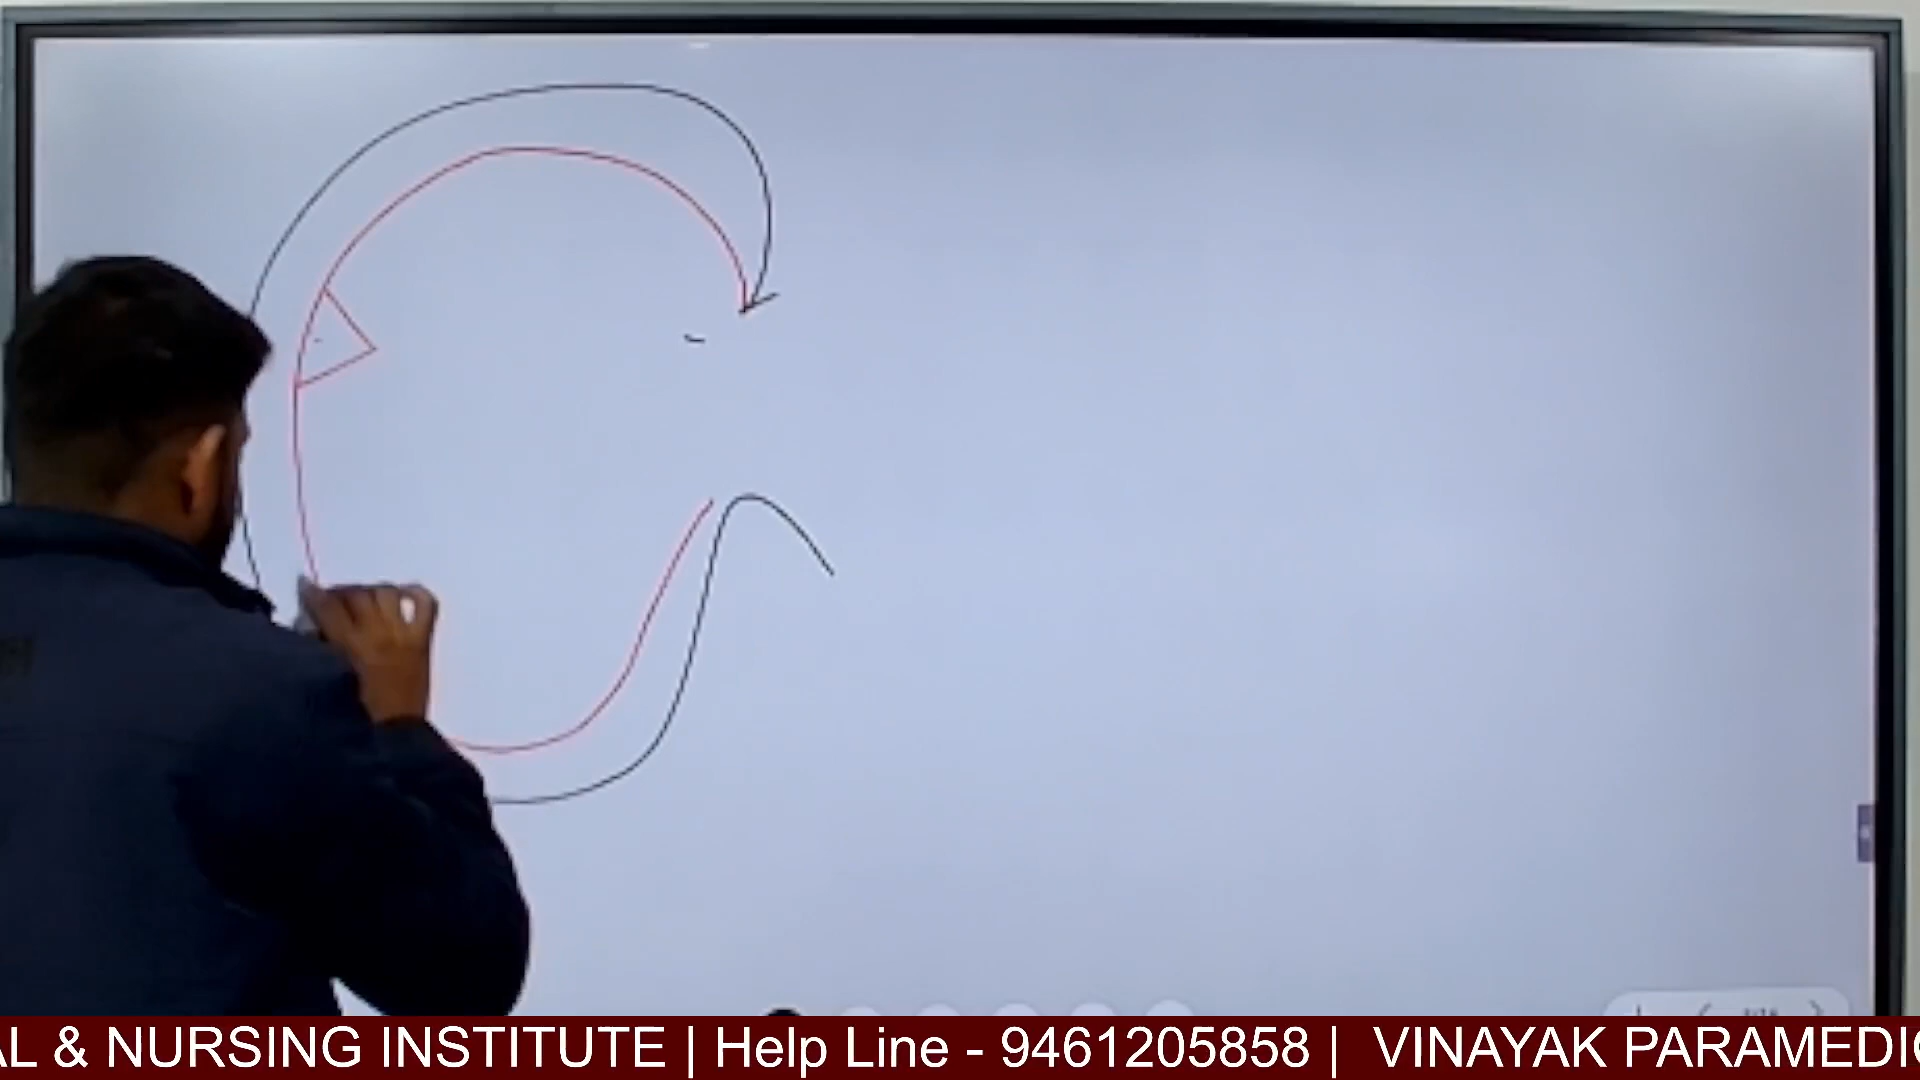 AL & NURSING INSTITUTE | Help Line - 9461205858 | VINAYAK PARAMEDIC